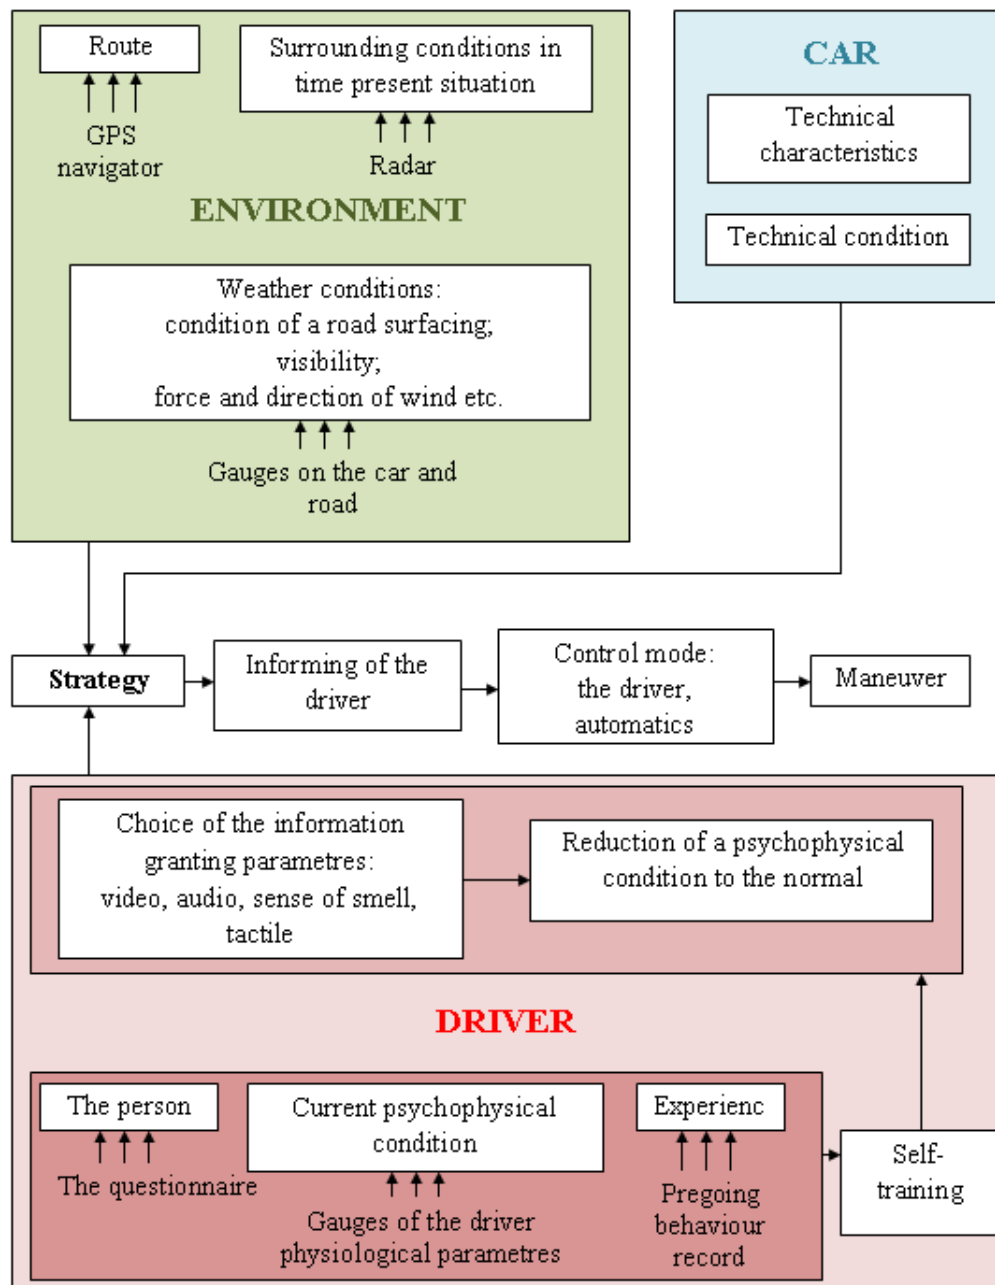 Route
GPS
navigator
Surrounding conditions in
time present situation
Radar
ENVIRONMENT
Weather conditions:
condition of a road surfacing;
visibility;
force and direction of wind etc.
Gauges on the car and
road
CAR
Technical
characteristics
Technical condition
Strategy
Informing of the
driver
Control mode:
the driver,
automatics
Maneuver
Choice of the information
granting parametres:
video, audio, sense of smell,
tactile
Reduction of a psychophysical
condition to the normal
DRIVER
The person
The questionnaire
Current psychophysical
condition
Gauges of the driver
physiological parametres
Experienc
Pregoing
behaviour
record
Self-
training